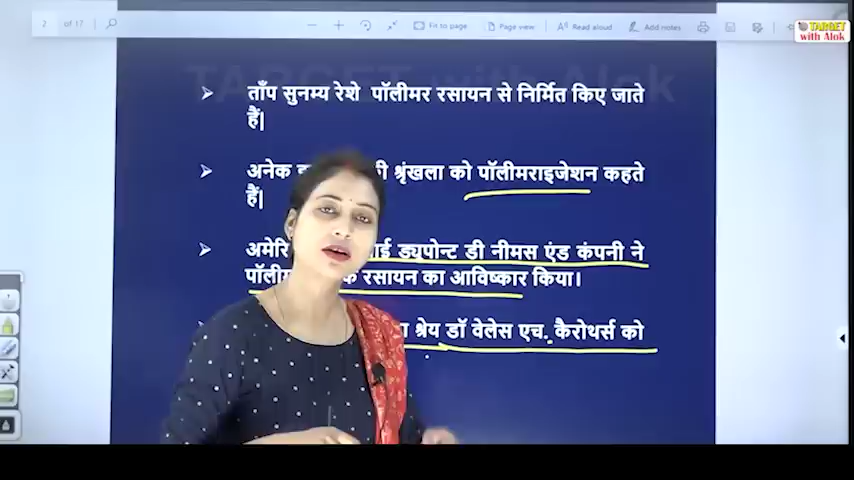 2 of 17 Fit to page Page view Read aloud Add notes
TARGET
with Alok
ताँप सुनम्य रेशे पॉलीमर रसायन से निर्मित किए जाते
हैं|
अनेक की श्रृंखला को पॉलीमराइजेशन कहते
हैं|
ड्यूपोन्ट डी नीमस एंड कंपनी ने
रसायन का आविष्कार किया।
श्रेय डॉ वेलेस एच. कैरोथर्स को